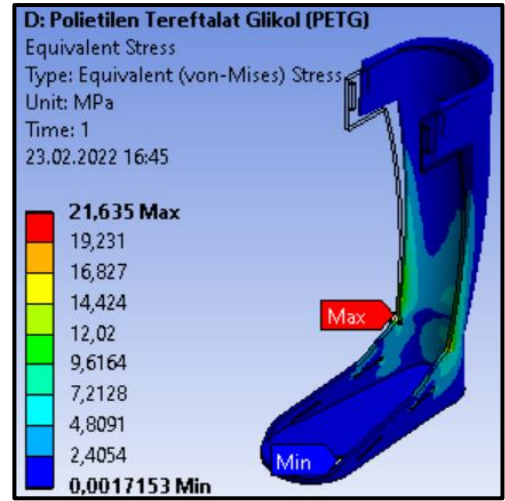 D: Polietilen Tereftalat Glikol (PETG)
Equivalent Stress
Type: Equivalent (von-Mises) Stress
Unit: MPa
Time: 1
23.02.2022 16:45
21,635 Max
19,231
16,827
14,424
12,02
9,6164
7,2128
4,8091
2,4054
0,0017153 Min
Max
Min